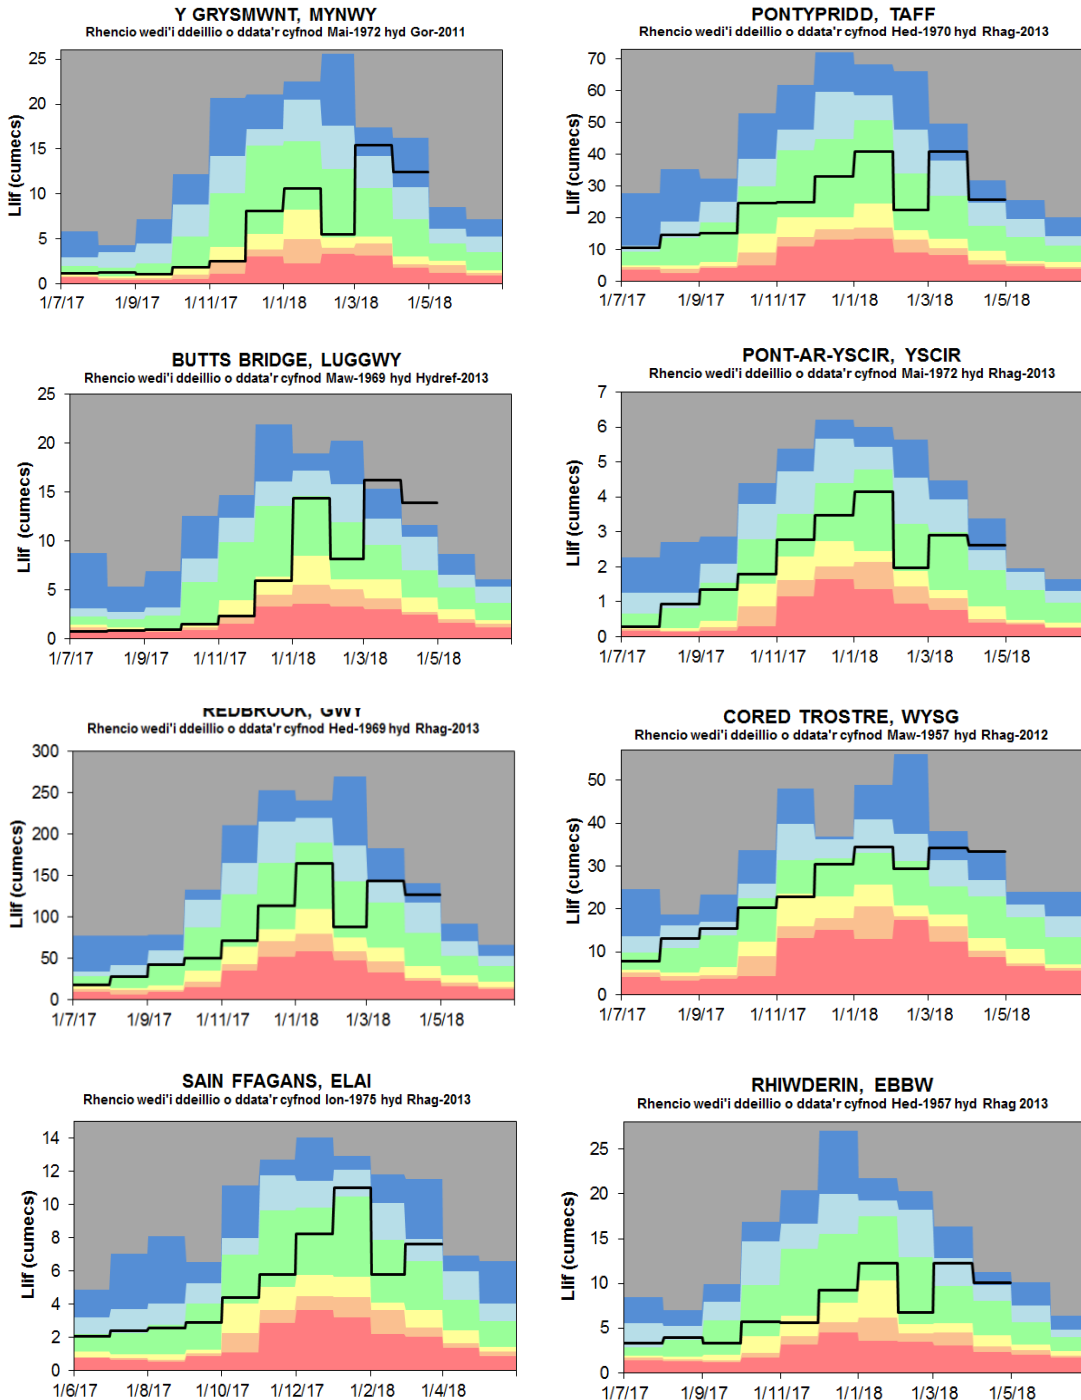 Y GRYSMWNT, MYNWY
Rhencio wedi'i ddeillio o ddata'r cyfnod Mai-1972 hyd Gor-2011
Llif (cumecs)
25
20
15
10
5
0
1/7/17 1/9/17 1/11/17 1/1/18 1/3/18 1/5/18
PONTYPRIDD, TAFF
Rhencio wedi'i ddeillio o ddata'r cyfnod Hed-1970 hyd Rhag-2013
Llif (cumecs)
70
60
50
40
30
20
10
0
1/7/17 1/9/17 1/11/17 1/1/18 1/3/18 1/5/18
BUTTS BRIDGE, LUGGWY
Rhencio wedi'i ddeillio o ddata'r cyfnod Maw-1969 hyd Hydref-2013
Llif (cumecs)
25
20
15
10
5
0
1/7/17 1/9/17 1/11/17 1/1/18 1/3/18 1/5/18
PONT-AR-YSCIR, YSCIR
Rhencio wedi'i ddeillio o ddata'r cyfnod Mai-1972 hyd Rhag-2013
Llif (cumecs)
7
6
5
4
3
2
1
0
1/7/17 1/9/17 1/11/17 1/1/18 1/3/18 1/5/18
REDBROOK, GWY
Rhencio wedi'i ddeillio o ddata'r cyfnod Hed-1969 hyd Rhag-2013
Llif (cumecs)
300
250
200
150
100
50
0
1/7/17 1/9/17 1/11/17 1/1/18 1/3/18 1/5/18
CORED TROSTRE, WYSG
Rhencio wedi'i ddeillio o ddata'r cyfnod Maw-1957 hyd Rhag-2012
Llif (cumecs)
50
40
30
20
10
0
1/7/17 1/9/17 1/11/17 1/1/18 1/3/18 1/5/18
SAIN FFAGANS, ELAI
Rhencio wedi'i ddeillio o ddata'r cyfnod Ion-1975 hyd Rhag-2013
Llif (cumecs)
14
12
10
8
6
4
2
0
1/6/17 1/8/17 1/10/17 1/12/17 1/2/18 1/4/18
RHIWDERIN, EBBW
Rhencio wedi'i ddeillio o ddata'r cyfnod Hed-1957 hyd Rhag 2013
Llif (cumecs)
25
20
15
10
5
0
1/7/17 1/9/17 1/11/17 1/1/18 1/3/18 1/5/18